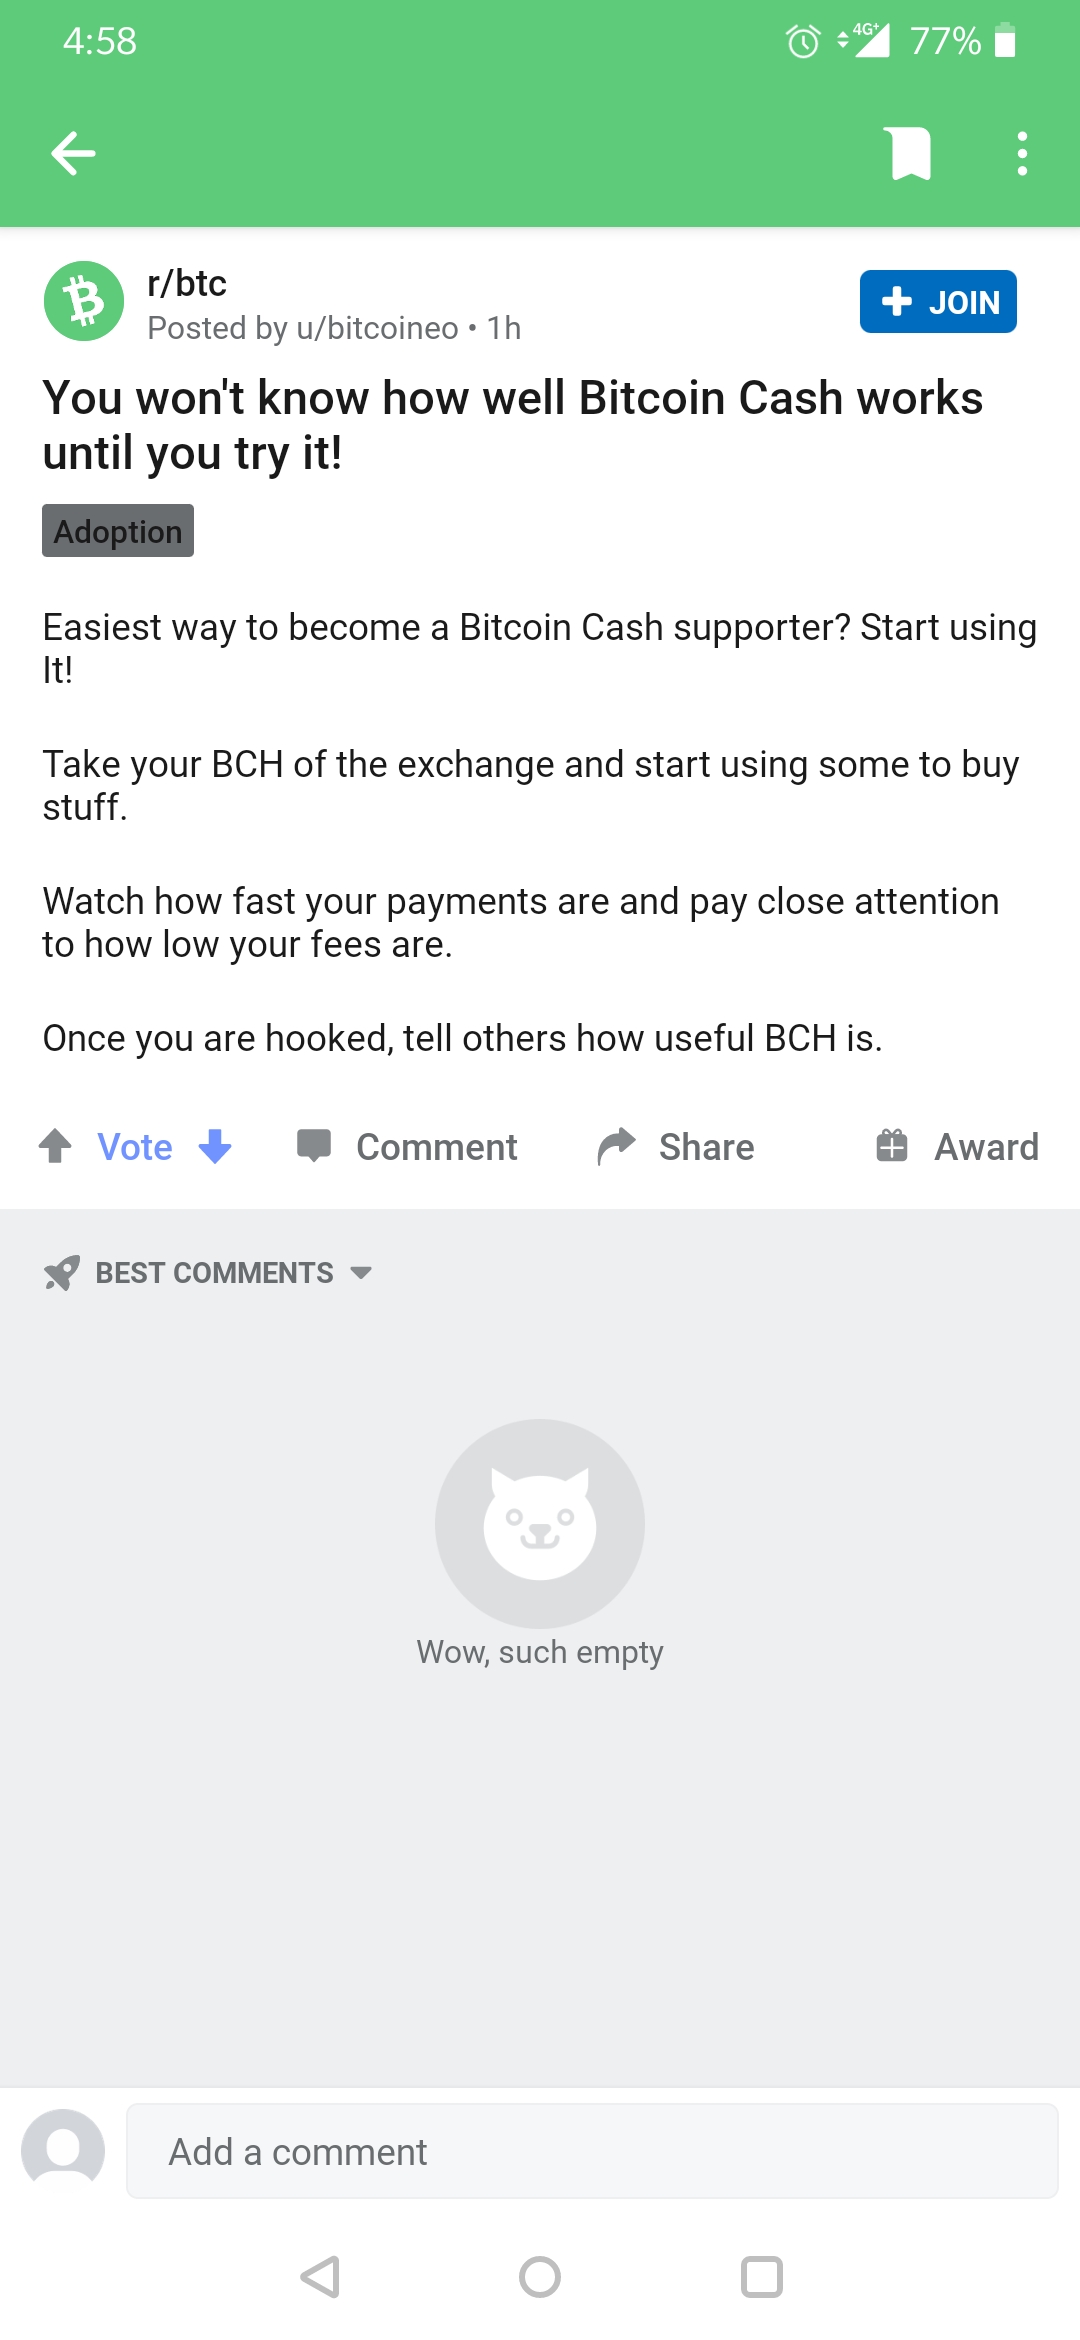 4:58
4G+ 77%
r/btc
Posted by u/bitcoineo • 1h
JOIN
You won't know how well Bitcoin Cash works
until you try it!
Adoption
Easiest way to become a Bitcoin Cash supporter? Start using
It!
Take your BCH of the exchange and start using some to buy
stuff.
Watch how fast your payments are and pay close attention
to how low your fees are.
Once you are hooked, tell others how useful BCH is.
Vote Comment Share Award
BEST COMMENTS
Wow, such empty
Add a comment